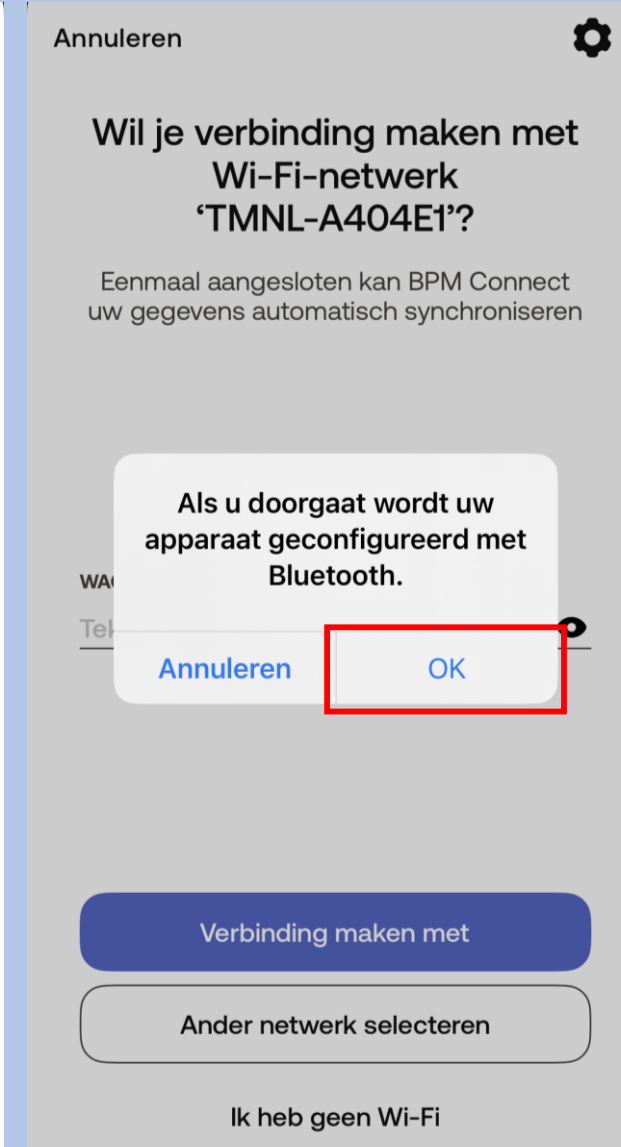 Annuleren
Wil je verbinding maken met
Wi-Fi-netwerk
‘TMNL-A404E1’?
Eenmaal aangesloten kan BPM Connect
uw gegevens automatisch synchroniseren
Als u doorgaat wordt uw
apparaat geconfigureerd met
Bluetooth.
Annuleren OK
Verbinding maken met
Ander netwerk selecteren
Ik heb geen Wi-Fi